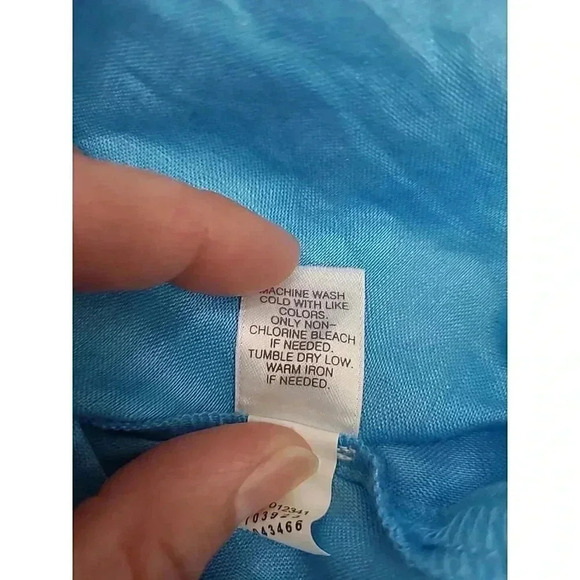 MACHINE WASH
COLD WITH LIKE
COLORS.
ONLY NON-
CHLORINE BLEACH
IF NEEDED.
TUMBLE DRY LOW.
WARM IRON
IF NEEDED.
012341